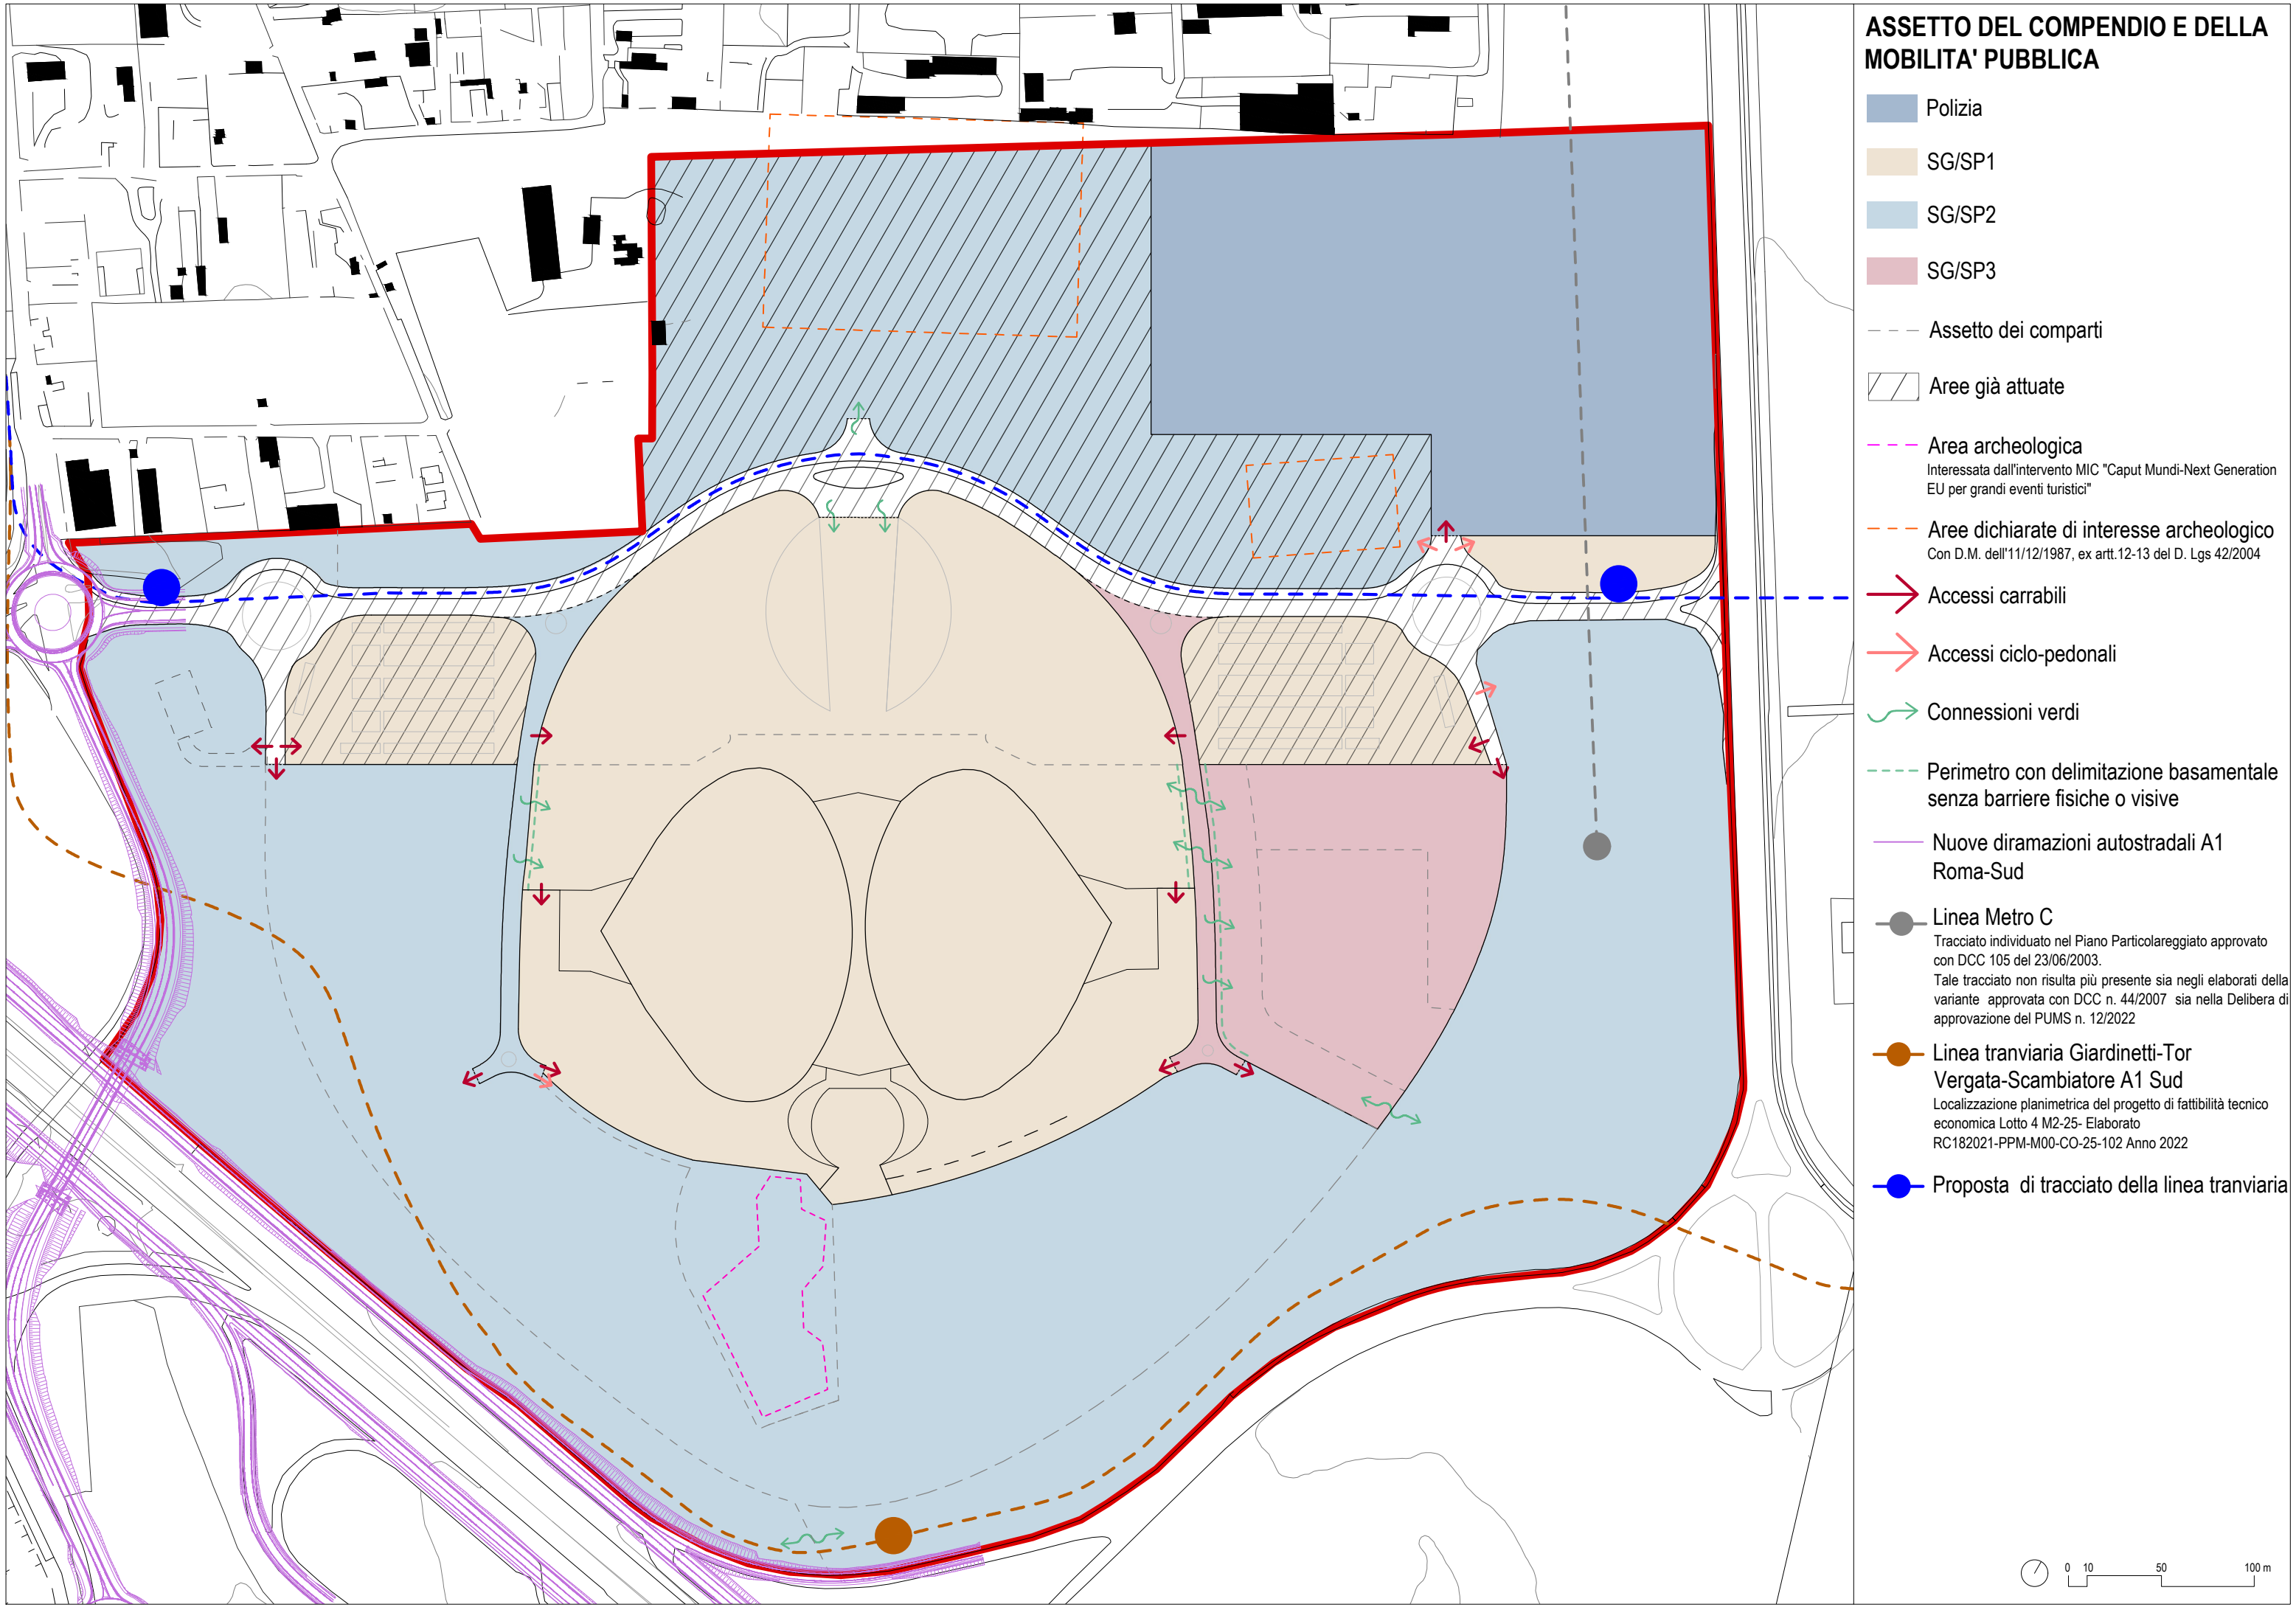 ASSETTO DEL COMPENDIO E DELLA
MOBILITA' PUBBLICA
Polizia
SG/SP1
SG/SP2
SG/SP3
Assetto dei comparti
Aree già attuate
Area archeologica
Interessata dall'intervento MIC "Caput Mundi-Next Generation
EU per grandi eventi turistici"
Aree dichiarate di interesse archeologico
Con D.M. dell'11/12/1987, ex artt.12-13 del D. Lgs 42/2004
Accessi carrabili
Accessi ciclo-pedonali
Connessioni verdi
Perimetro con delimitazione basamentale
senza barriere fisiche o visive
Nuove diramazioni autostradali A1
Roma-Sud
Linea Metro C
Tracciato individuato nel Piano Particolareggiato approvato
con DCC 105 del 23/06/2003.
Tale tracciato non risulta più presente sia negli elaborati della
variante approvata con DCC n. 44/2007 sia nella Delibera di
approvazione del PUMS n. 12/2022
Linea tranviaria Giardinetti-Tor
Vergata-Scambiatore A1 Sud
Localizzazione planimetrica del progetto di fattibilità tecnico
economica Lotto 4 M2-25- Elaborato
RC182021-PPM-M00-CO-25-102 Anno 2022
Proposta di tracciato della linea tranviaria
0 10 50 100 m